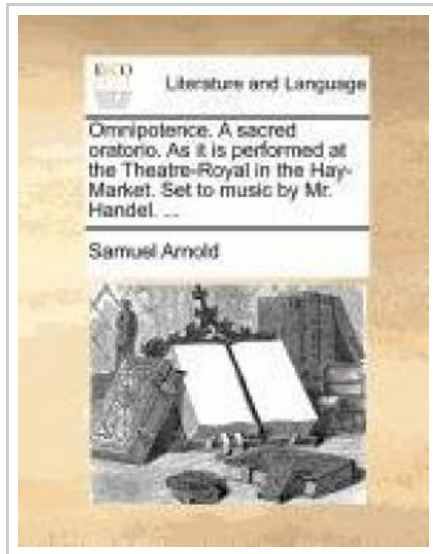 ECCO
Literature and Language
Omnipotence. A sacred
oratorio. As it is performed at
the Theatre-Royal in the Hay-
Market. Set to music by Mr.
Handel. ...
Samuel Arnold